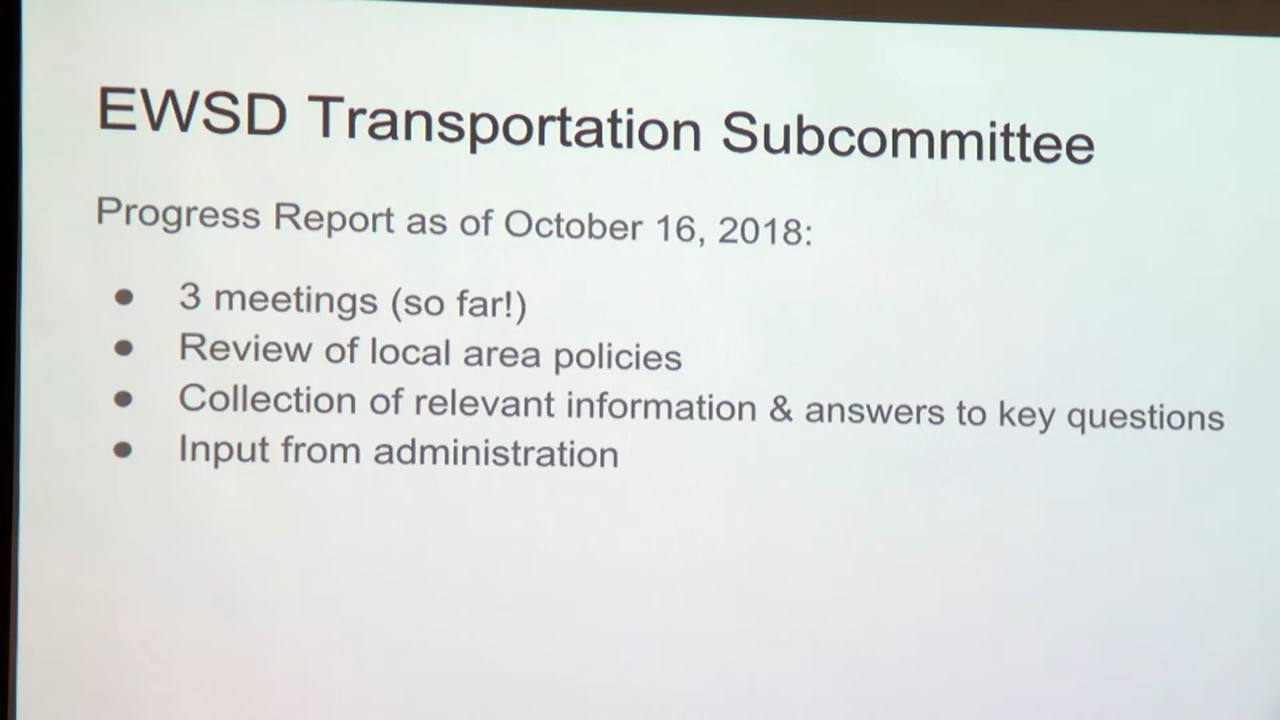 EWSD Transportation Subcommittee
Progress Report as of October 16, 2018:
● 3 meetings (so far!)
● Review of local area policies
● Collection of relevant information & answers to key questions
● Input from administration